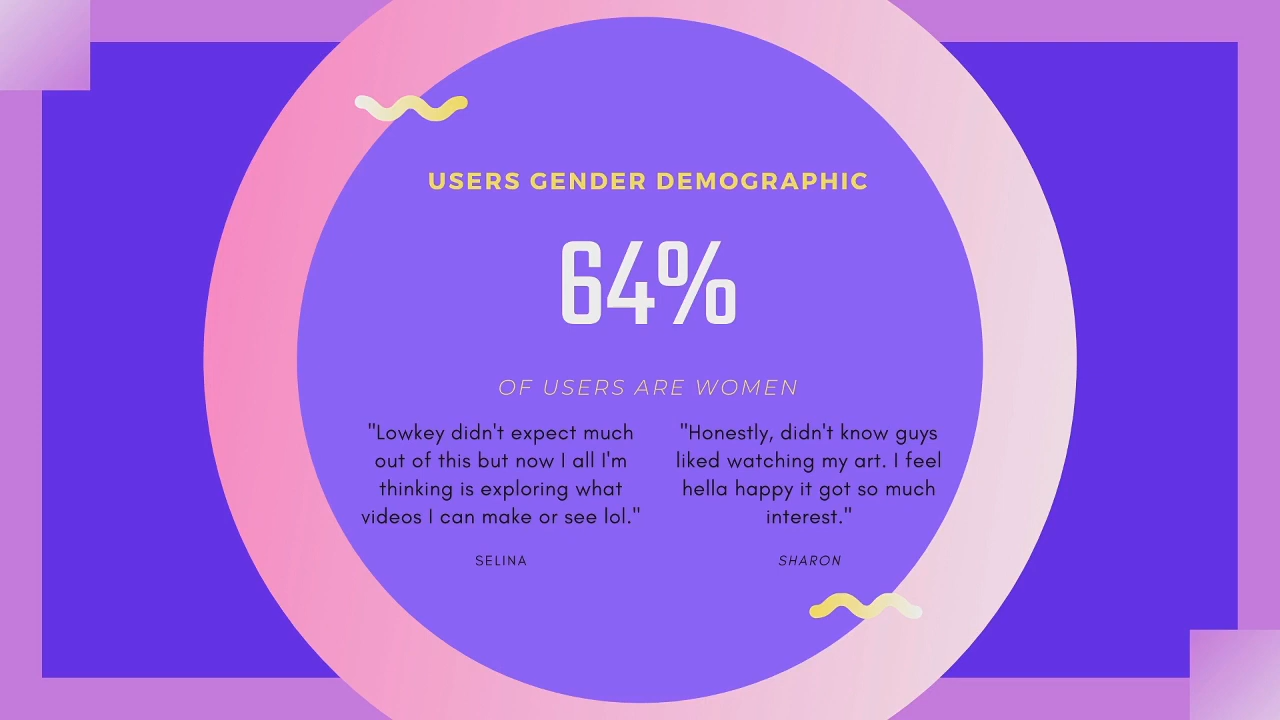 USERS GENDER DEMOGRAPHIC
64%
OF USERS ARE WOMEN
"Lowkey didn't expect much
out of this but now I all I'm
thinking is exploring what
videos I can make or see lol."
SELINA
"Honestly, didn't know guys
liked watching my art. I feel
hella happy it got so much
interest."
SHARON